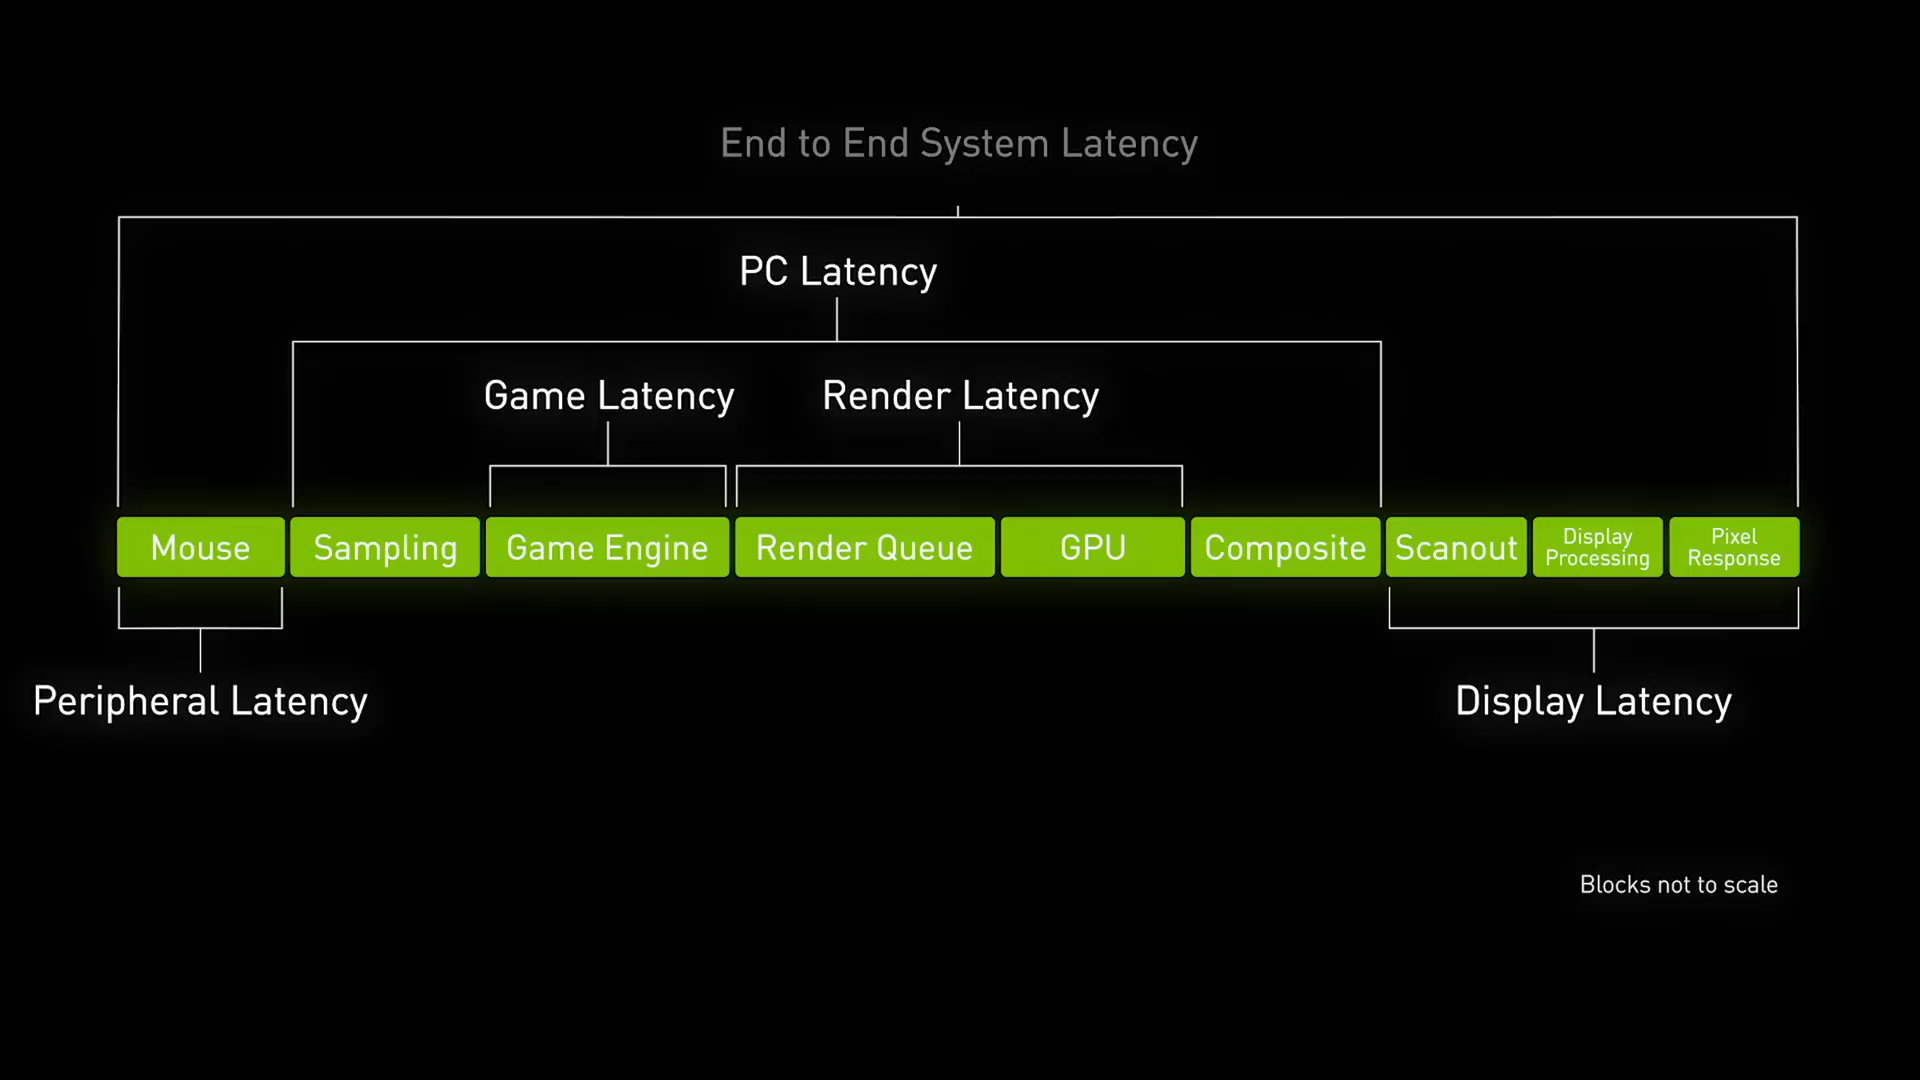 End to End System Latency
PC Latency
Game Latency
Render Latency
Mouse
Sampling
Game Engine
Render Queue
GPU
Composite
Scanout
Display
Processing
Pixel
Response
Peripheral Latency
Display Latency
Blocks not to scale